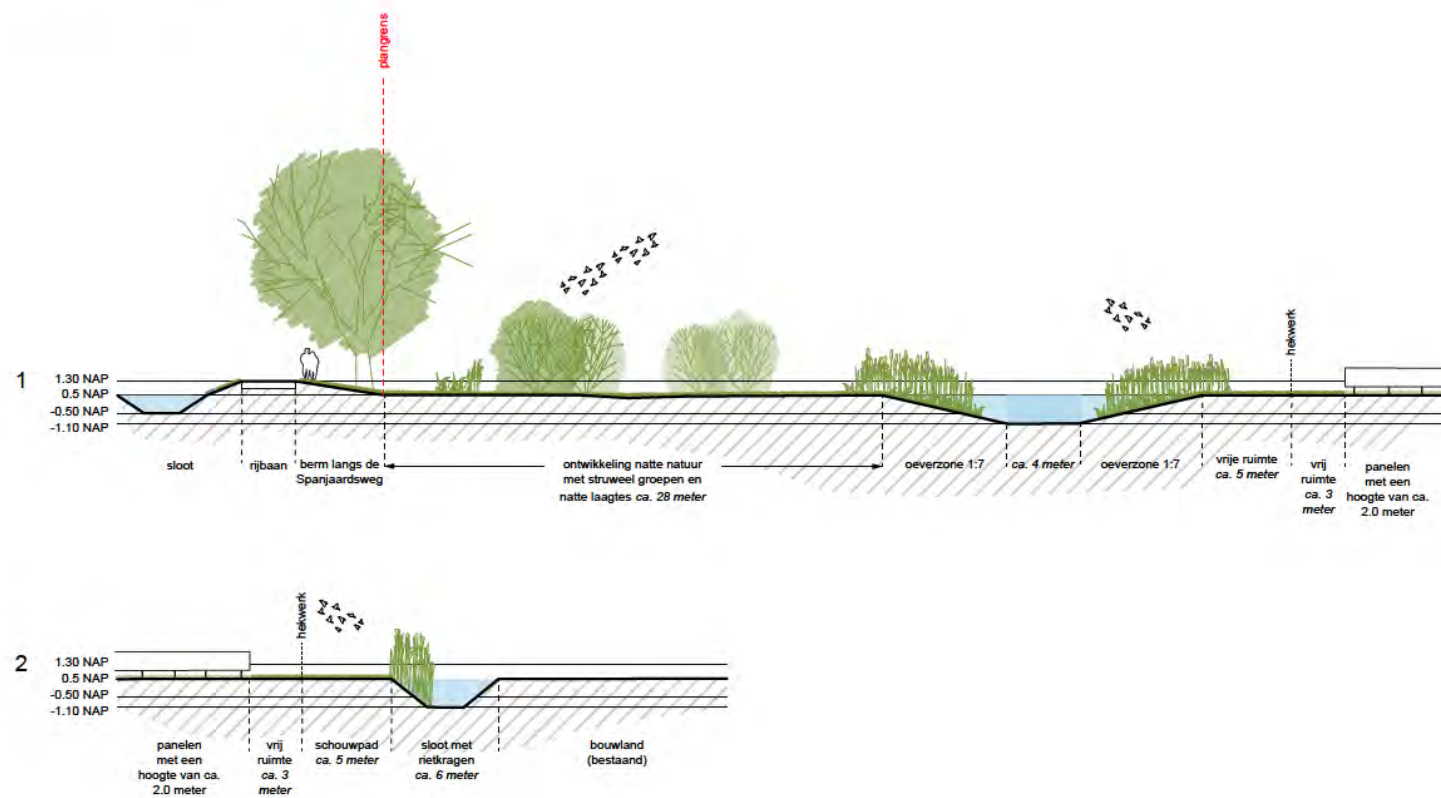 plangrens
hekwerk
1
1.30 NAP
0.5 NAP
-0.50 NAP
-1.10 NAP
sloot
rijbaan
berm langs de
Spanjaardsweg
ontwikkeling natte natuur
met struweel groepen en
natte laagtes ca. 28 meter
oeverzone 1:7
ca. 4 meter
oeverzone 1:7
vrije ruimte
ca. 5 meter
vrij
ruimte
ca. 3
meter
panelen
met een
hoogte van ca.
2.0 meter
hekwerk
2
1.30 NAP
0.5 NAP
-0.50 NAP
-1.10 NAP
panelen
met een
hoogte van ca.
2.0 meter
vrij
ruimte
ca. 3
meter
schouwpad
ca. 5 meter
sloot met
rietkragen
ca. 6 meter
bouwland
(bestaand)